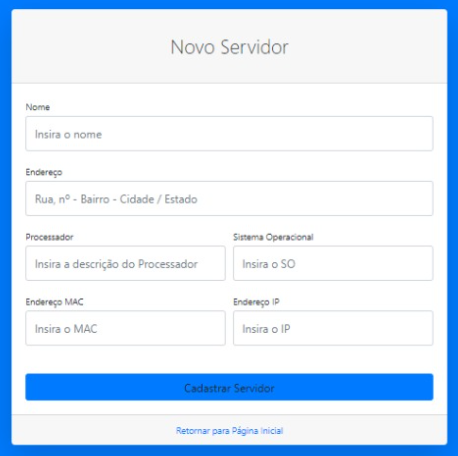 Novo Servidor
Nome
Insira o nome
Endereço
Rua, nº - Bairro - Cidade / Estado
Processador Sistema Operacional
Insira a descrição do Processador Insira o SO
Endereço MAC Endereço IP
Insira o MAC Insira o IP
Cadastrar Servidor
Retornar para Página Inicial